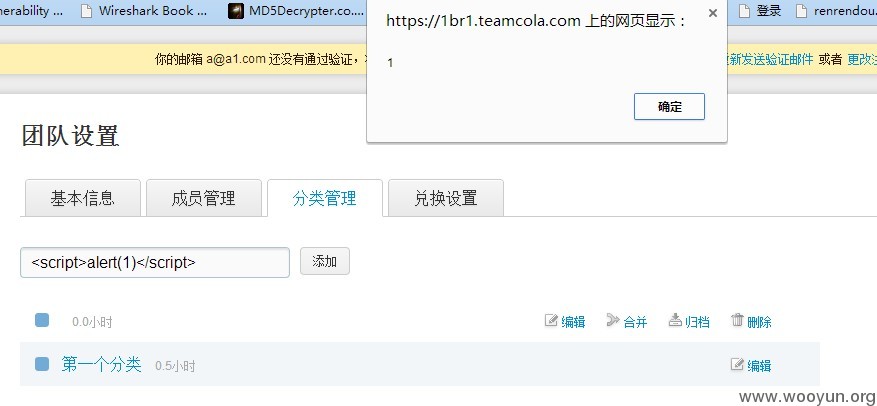 nerability ...
Wireshark Book ...
MD5Decrypter.co....
登录
renrendou.
https://1br1.teamcola.com 上的网页显示：
1
确定
你的邮箱 a@a1.com 还没有通过验证，
重新发送验证邮件 或者 更改
团队设置
基本信息
成员管理
分类管理
兑换设置
<script>alert(1)</script>
添加
0.0小时
编辑
合并
归档
删除
第一个分类
0.5小时
编辑
www.wooyun.org